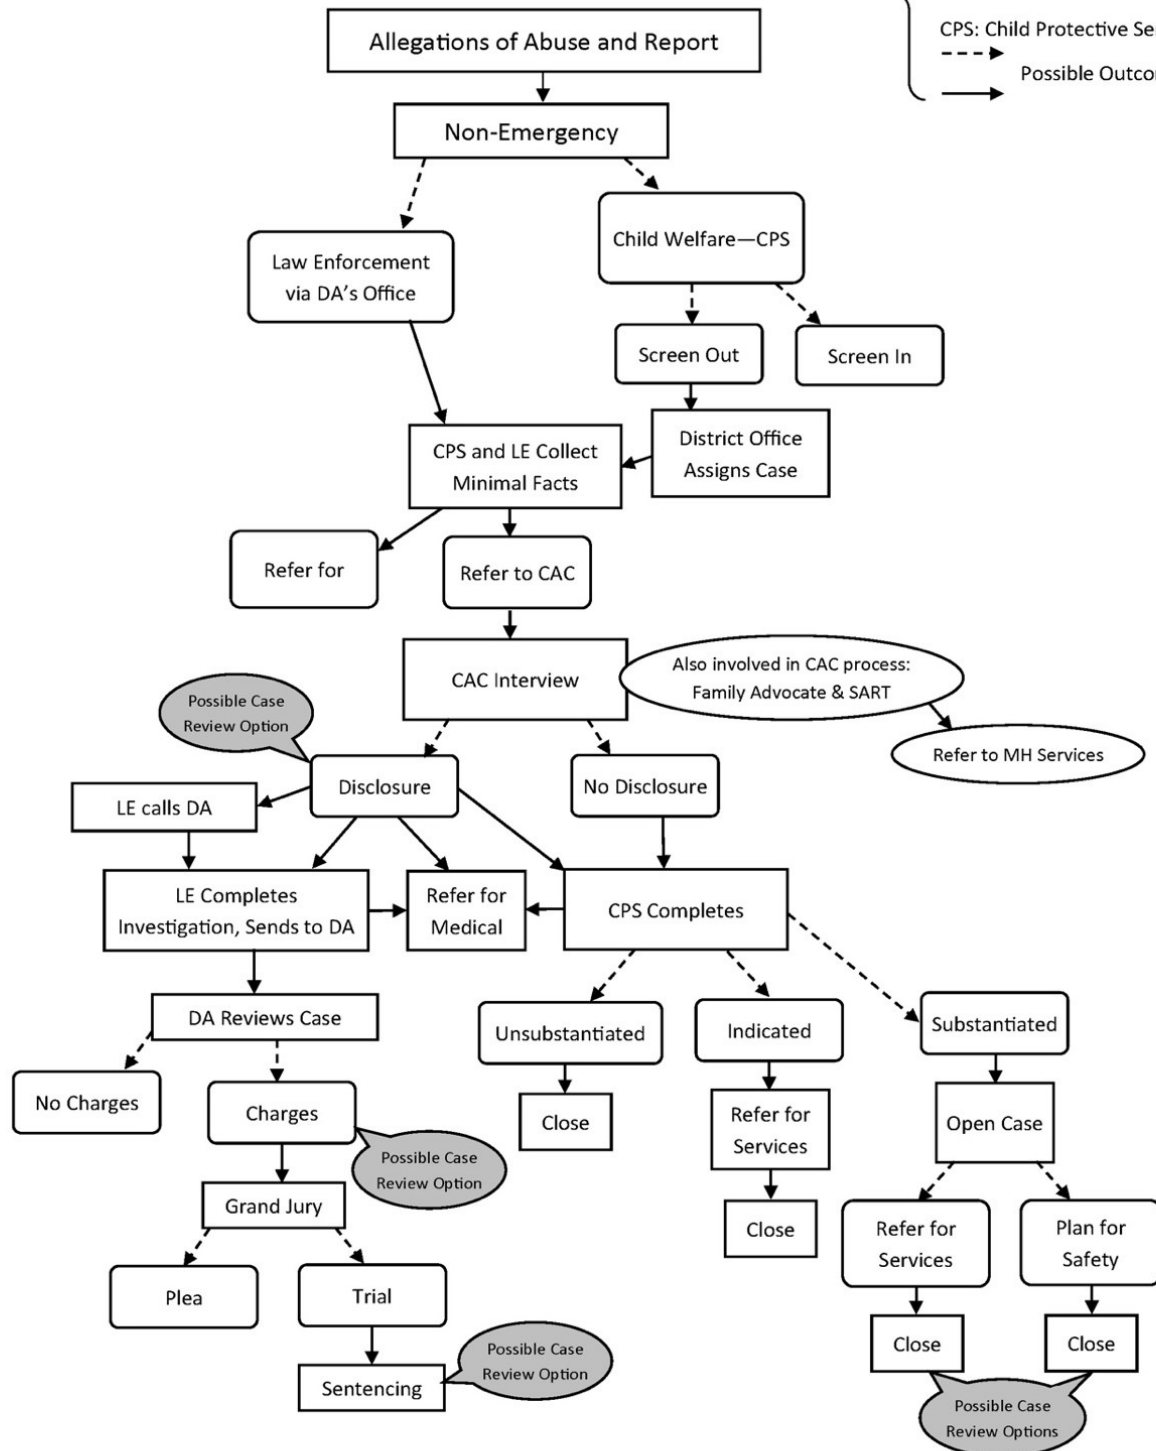 Allegations of Abuse and Report
CPS: Child Protective Se
Possible Outco
Non-Emergency
Law Enforcement
via DA's Office
Child Welfare—CPS
Screen Out
Screen In
CPS and LE Collect
Minimal Facts
District Office
Assigns Case
Refer for
Refer to CAC
CAC Interview
Also involved in CAC process:
Family Advocate & SART
Refer to MH Services
Possible Case
Review Option
Disclosure
No Disclosure
LE calls DA
LE Completes
Investigation, Sends to DA
Refer for
Medical
CPS Completes
DA Reviews Case
Unsubstantiated
Indicated
Substantiated
No Charges
Charges
Close
Refer for
Services
Open Case
Possible Case
Review Option
Grand Jury
Close
Refer for
Services
Plan for
Safety
Plea
Trial
Close
Close
Sentencing
Possible Case
Review Option
Possible Case
Review Options